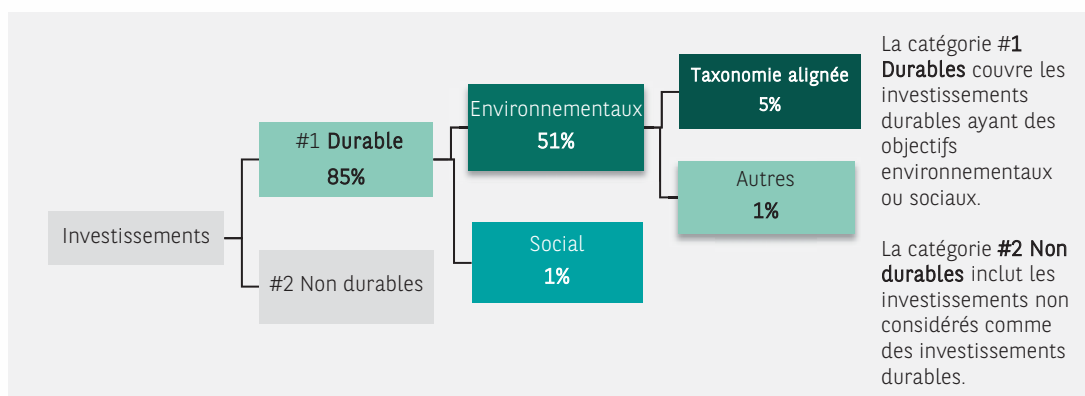 Investissements
#1 Durable
85%
#2 Non durables
Environnementaux
51%
Social
1%
Taxonomie alignée
5%
Autres
1%
La catégorie #1
Durables couvre les
investissements
durables ayant des
objectifs
environnementaux
ou sociaux.
La catégorie #2 Non
durables inclut les
investissements non
considérés comme
des investissements
durables.